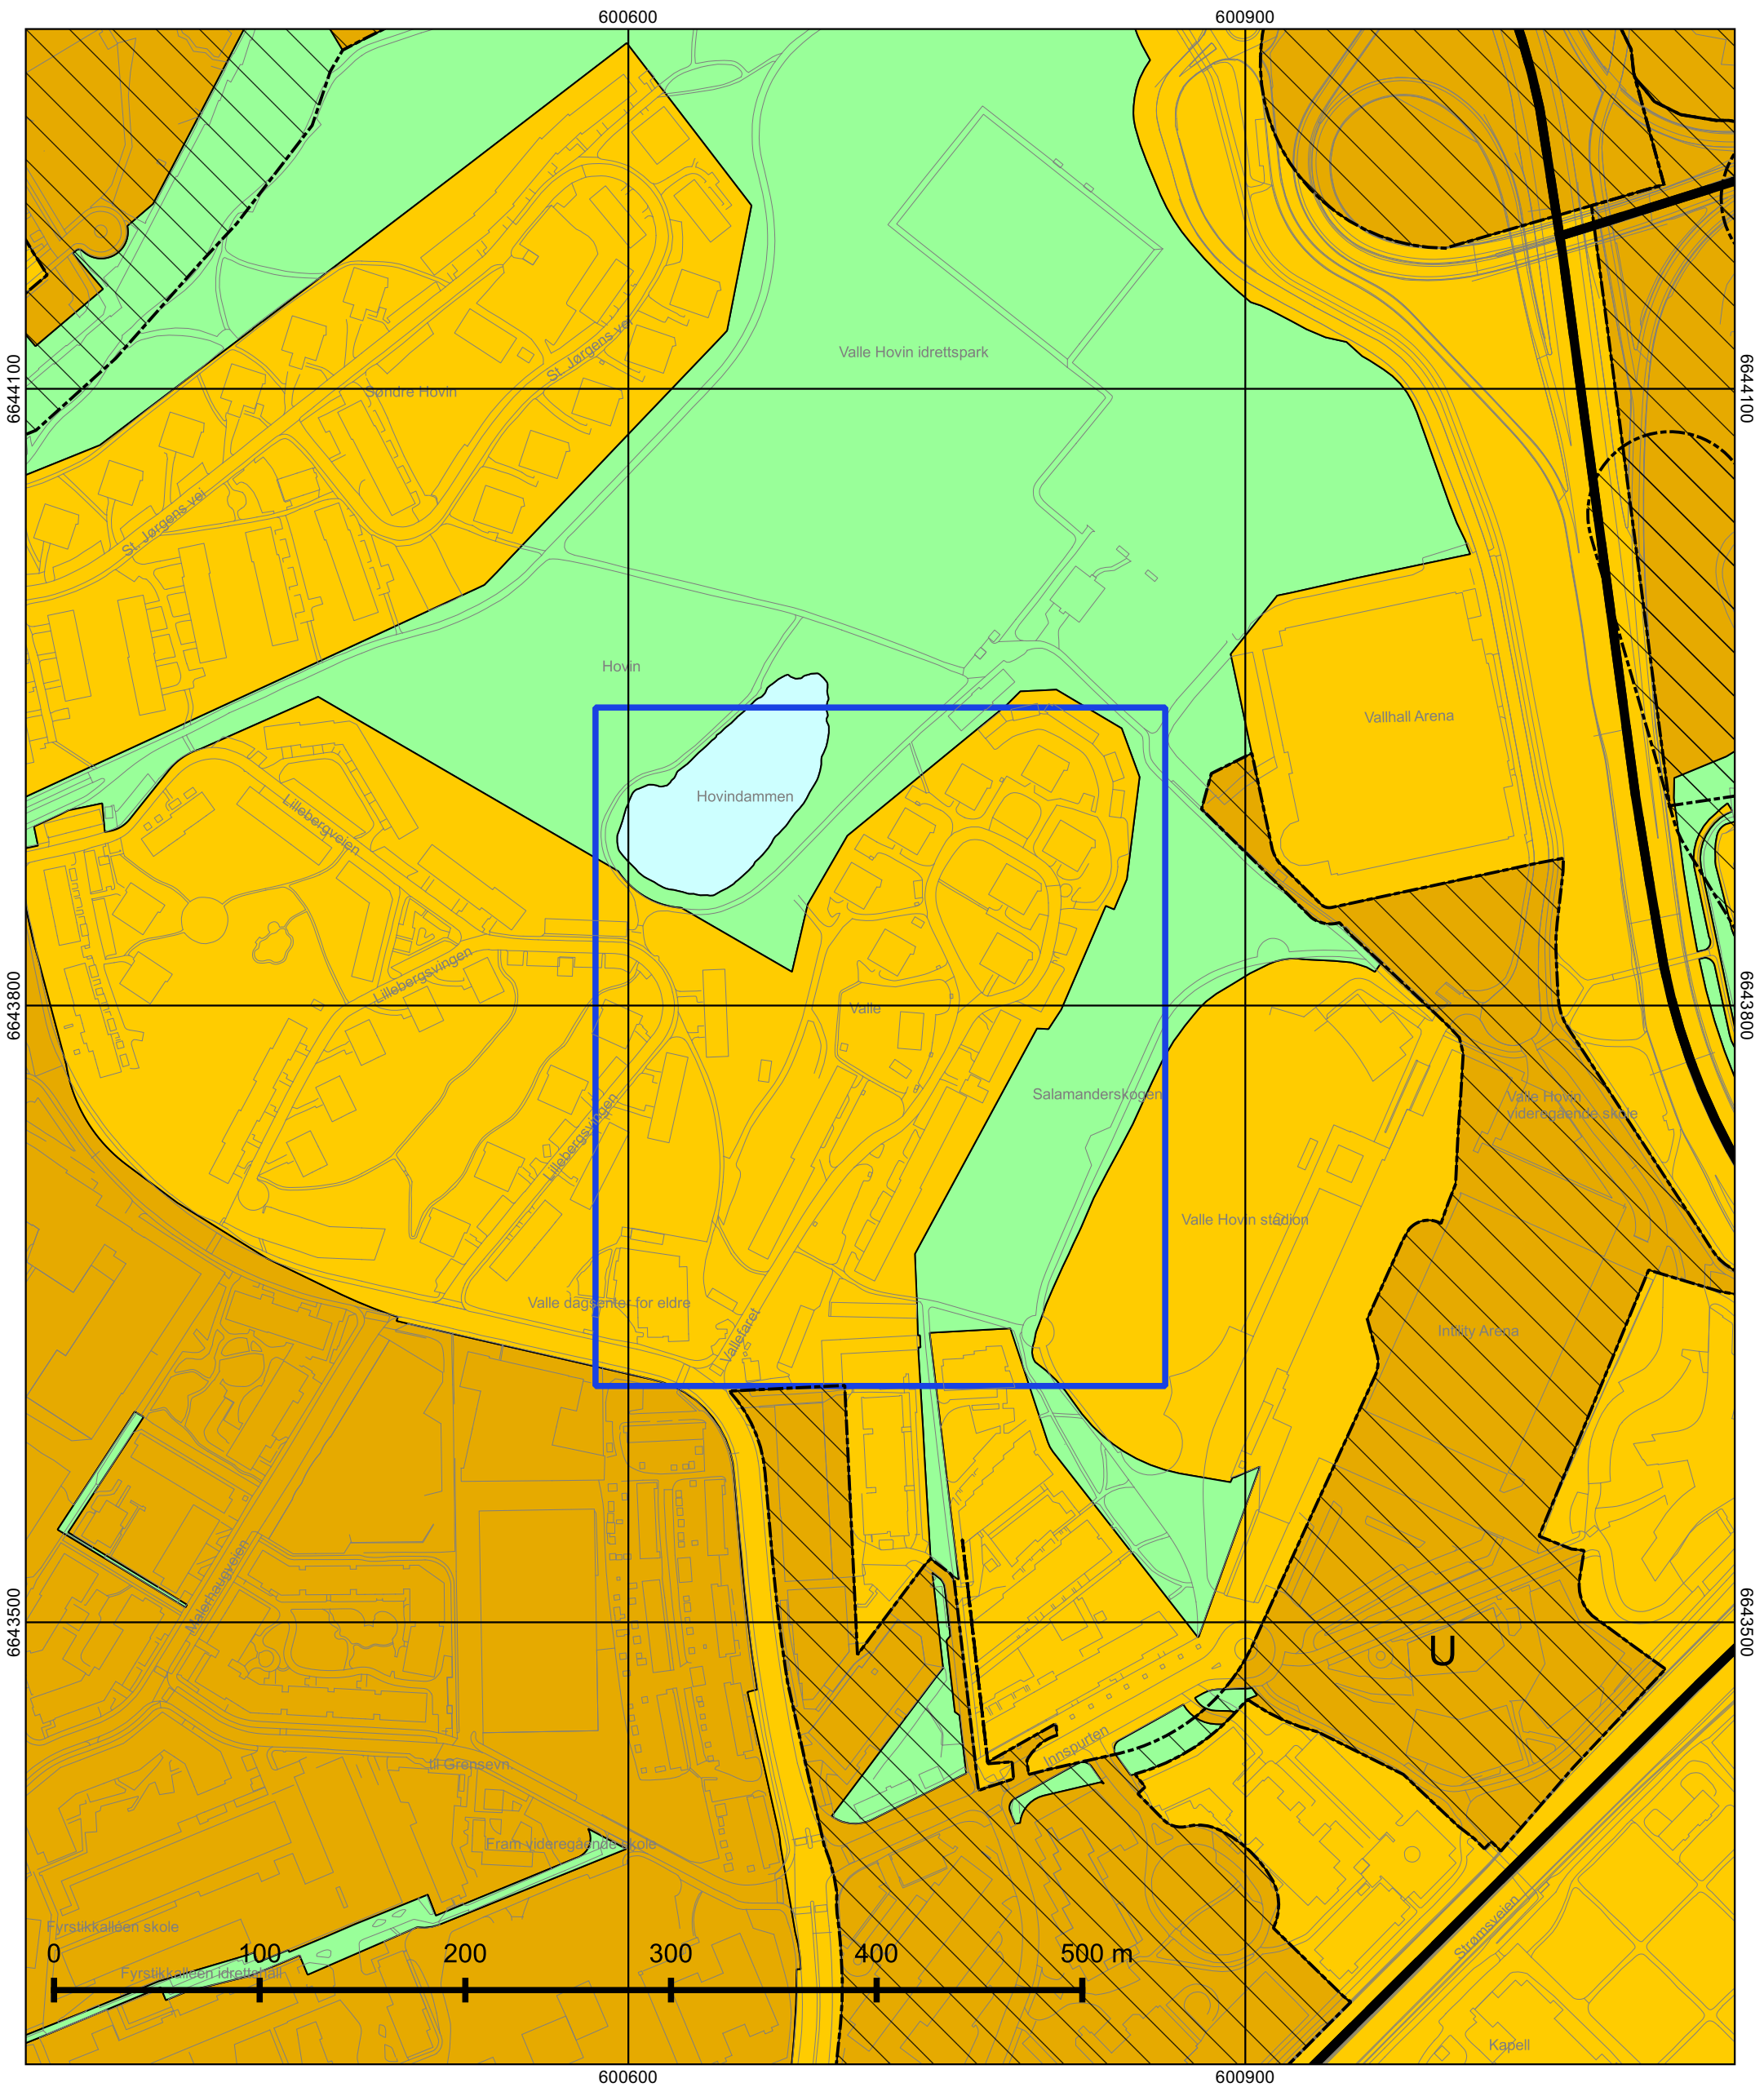 600600
600900
6644100
6644100
Valle Hovin idrettspark
St. Jørgens vei
Søndre Hovin
St. Jørgens vei
Hovin
Vallhall Arena
Hovindammen
Lillebergveien
Lillebergsvingen
Valle
6643800
6643800
Salamanderskogen
Valle Hovin
videregående skole
Lillebergsvingen
Valle Hovin stadion
Valle dagsenter for eldre
Vallefaret
Intility Arena
Malerhaugveien
6643500
6643500
U
Innspurten
til Grensevn.
Fram videregående skole
Fyrstikkalléen skole
Strømsveien
0 100 200 300 400 500 m
Fyrstikkalléen idrettshall
Kapell
600600
600900